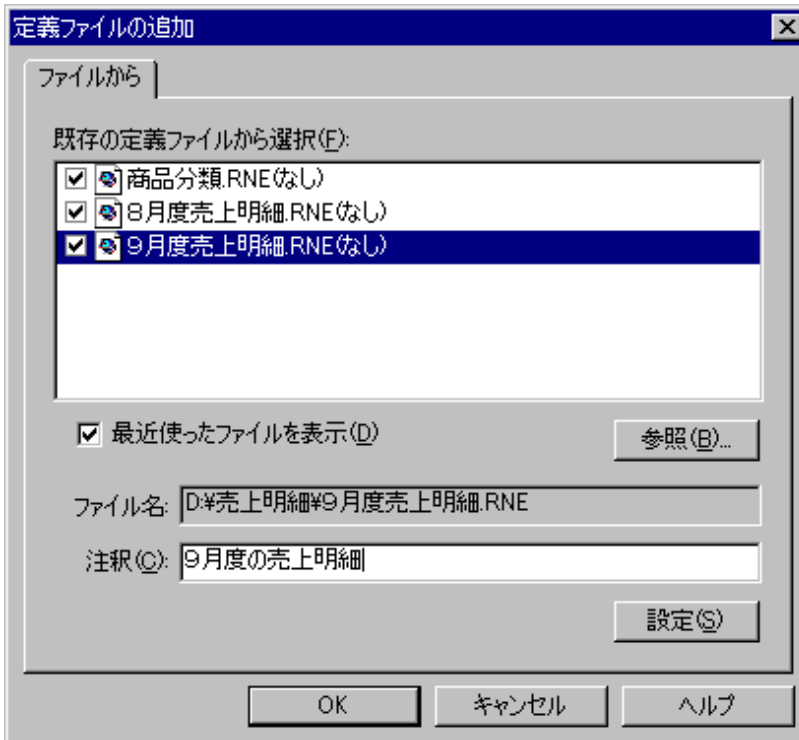 定義ファイルの追加
ファイルから
既存の定義ファイルから選択(F):
商品分類.RNE(なし)
８月度売上明細.RNE(なし)
９月度売上明細.RNE(なし)
最近使ったファイルを表示(D)
参照(B)...
ファイル名: D:¥売上明細¥９月度売上明細.RNE
注釈(C): ９月度の売上明細
設定(S)
OK キャンセル ヘルプ